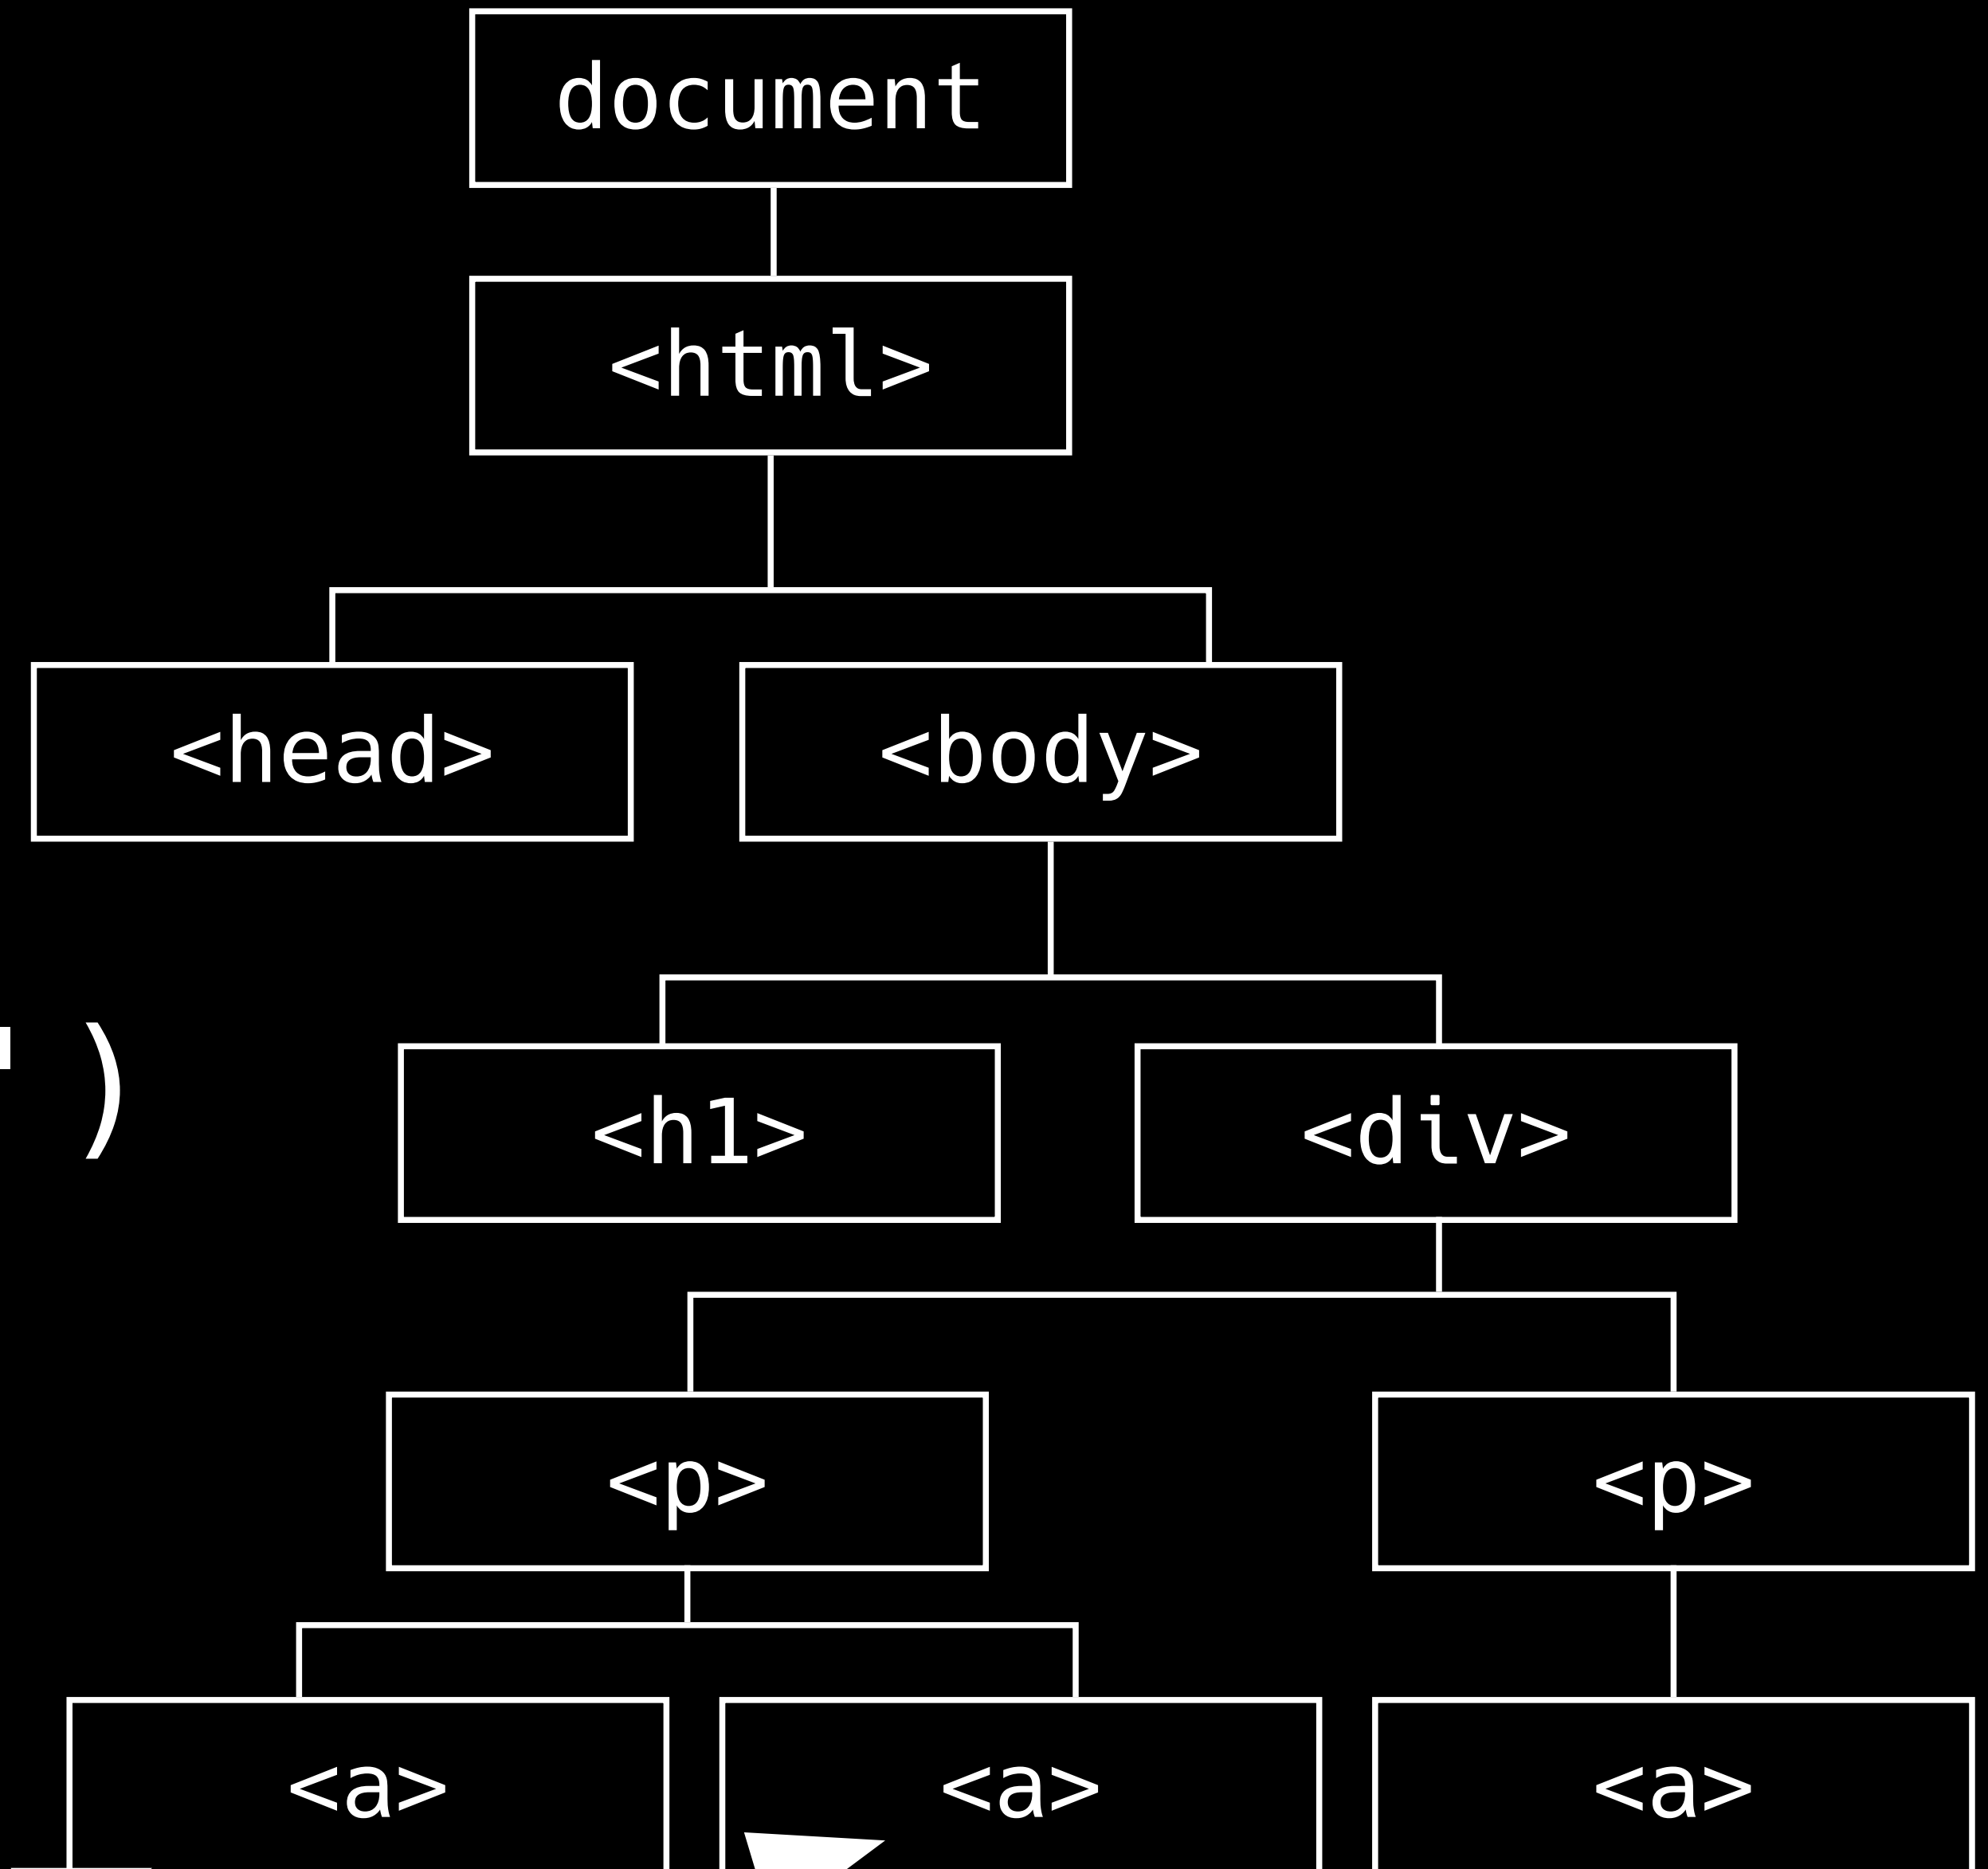 document
<html>
<head> <body>
)
<h1> <div>
<p> <p>
<a> <a> <a>